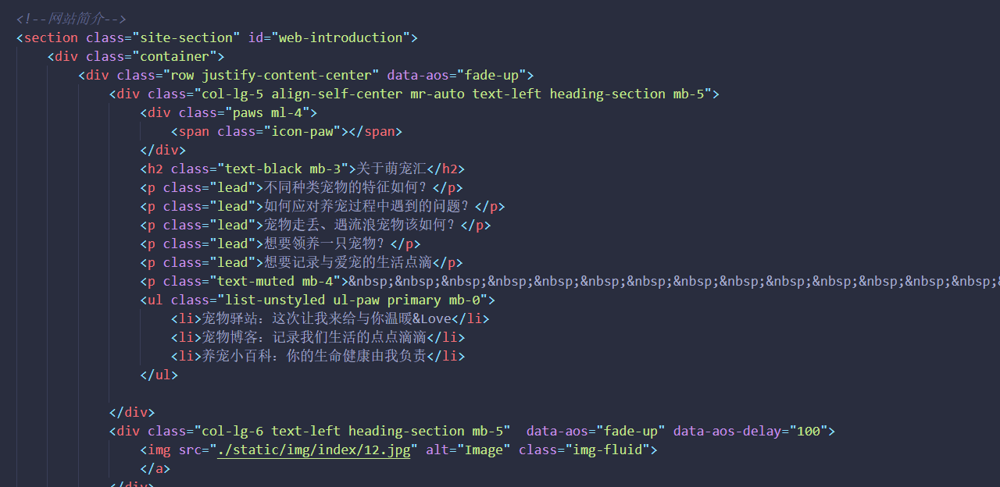 <!--网站简介-->
<section class="site-section" id="web-introduction">
<div class="container">
<div class="row justify-content-center" data-aos="fade-up">
<div class="col-lg-5 align-self-center mr-auto text-left heading-section mb-5">
<div class="paws ml-4">
<span class="icon-paw"></span>
</div>
<h2 class="text-black mb-3">关于萌宠汇</h2>
<p class="lead">不同种类宠物的特征如何？</p>
<p class="lead">如何应对养宠过程中遇到的问题？</p>
<p class="lead">宠物走丢、遇流浪宠物该如何？</p>
<p class="lead">想要领养一只宠物？</p>
<p class="lead">想要记录与爱宠的生活点滴</p>
<p class="text-muted mb-4">&nbsp;&nbsp;&nbsp;&nbsp;&nbsp;&nbsp;&nbsp;&nbsp;&nbsp;&nbsp;&nbsp;&nbsp;&nbsp;&nbsp;&
<ul class="list-unstyled ul-paw primary mb-0">
<li>宠物驿站：这次让我来给与你温暖&Love</li>
<li>宠物博客：记录我们生活的点点滴滴</li>
<li>养宠小百科：你的生命健康由我负责</li>
</ul>
</div>
<div class="col-lg-6 text-left heading-section mb-5"  data-aos="fade-up" data-aos-delay="100">
<img src="./static/img/index/12.jpg" alt="Image" class="img-fluid">
</a>
</div>